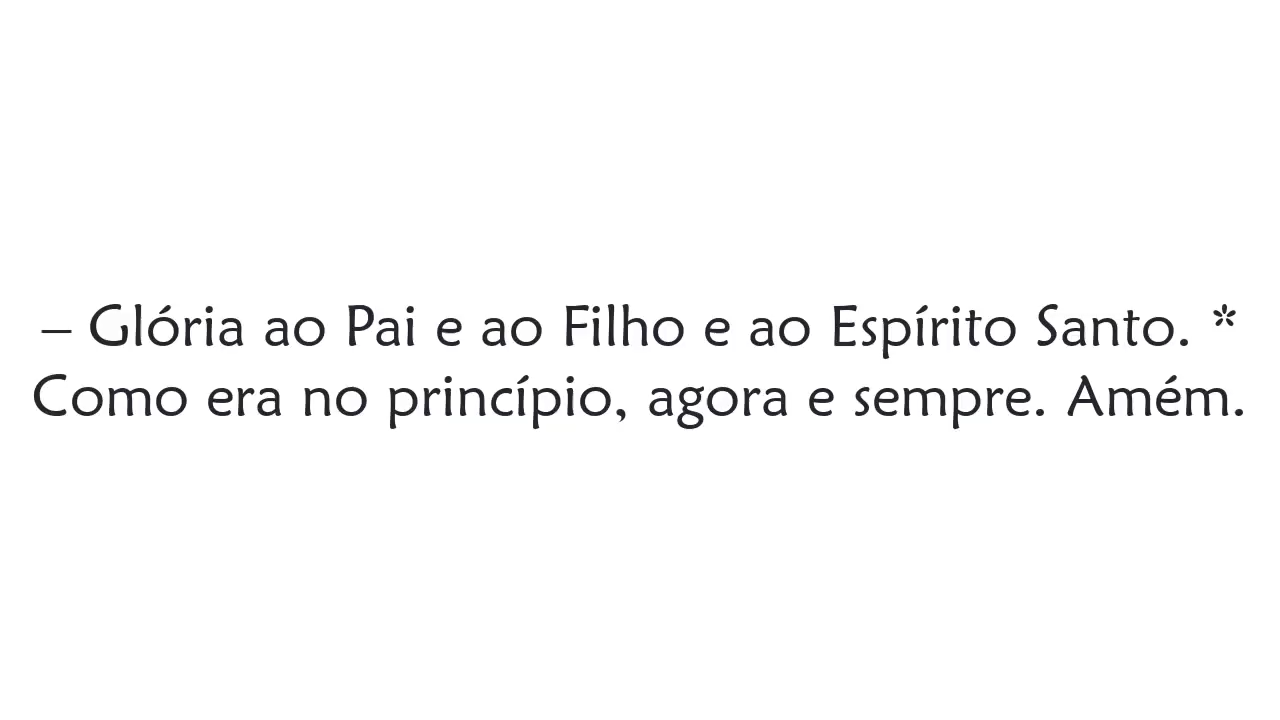 – Glória ao Pai e ao Filho e ao Espírito Santo. *
Como era no princípio, agora e sempre. Amém.